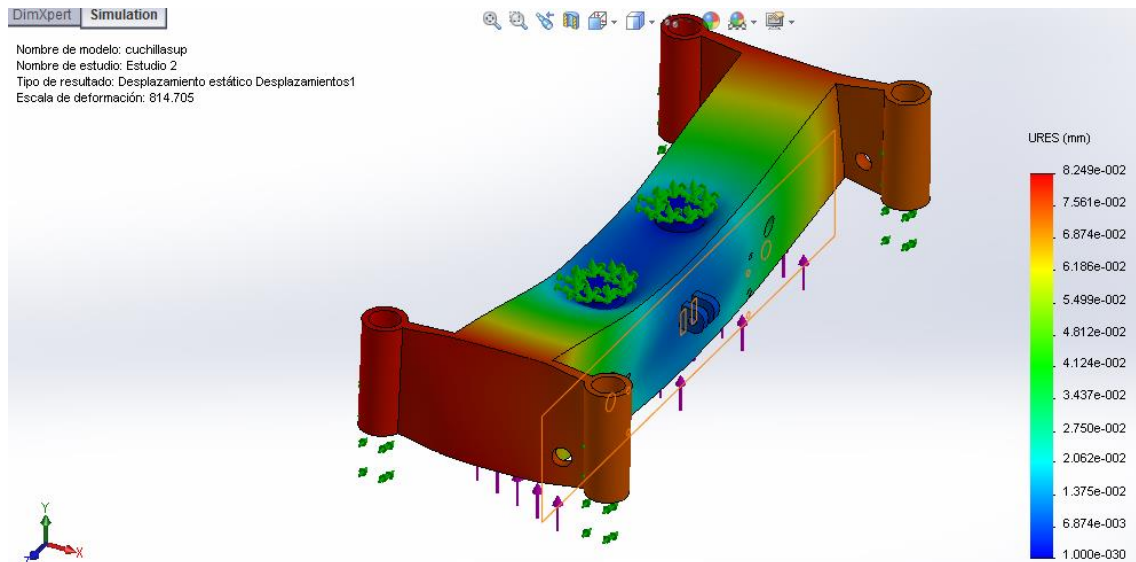 DimXpert Simulation
Nombre de modelo: cuchillasup
Nombre de estudio: Estudio 2
Tipo de resultado: Desplazamiento estático Desplazamientos1
Escala de deformación: 814.705
URES (mm)
8.249e-002
7.561e-002
6.874e-002
6.186e-002
5.499e-002
4.812e-002
4.124e-002
3.437e-002
2.750e-002
2.062e-002
1.375e-002
6.874e-003
1.000e-030
Y
X
Z